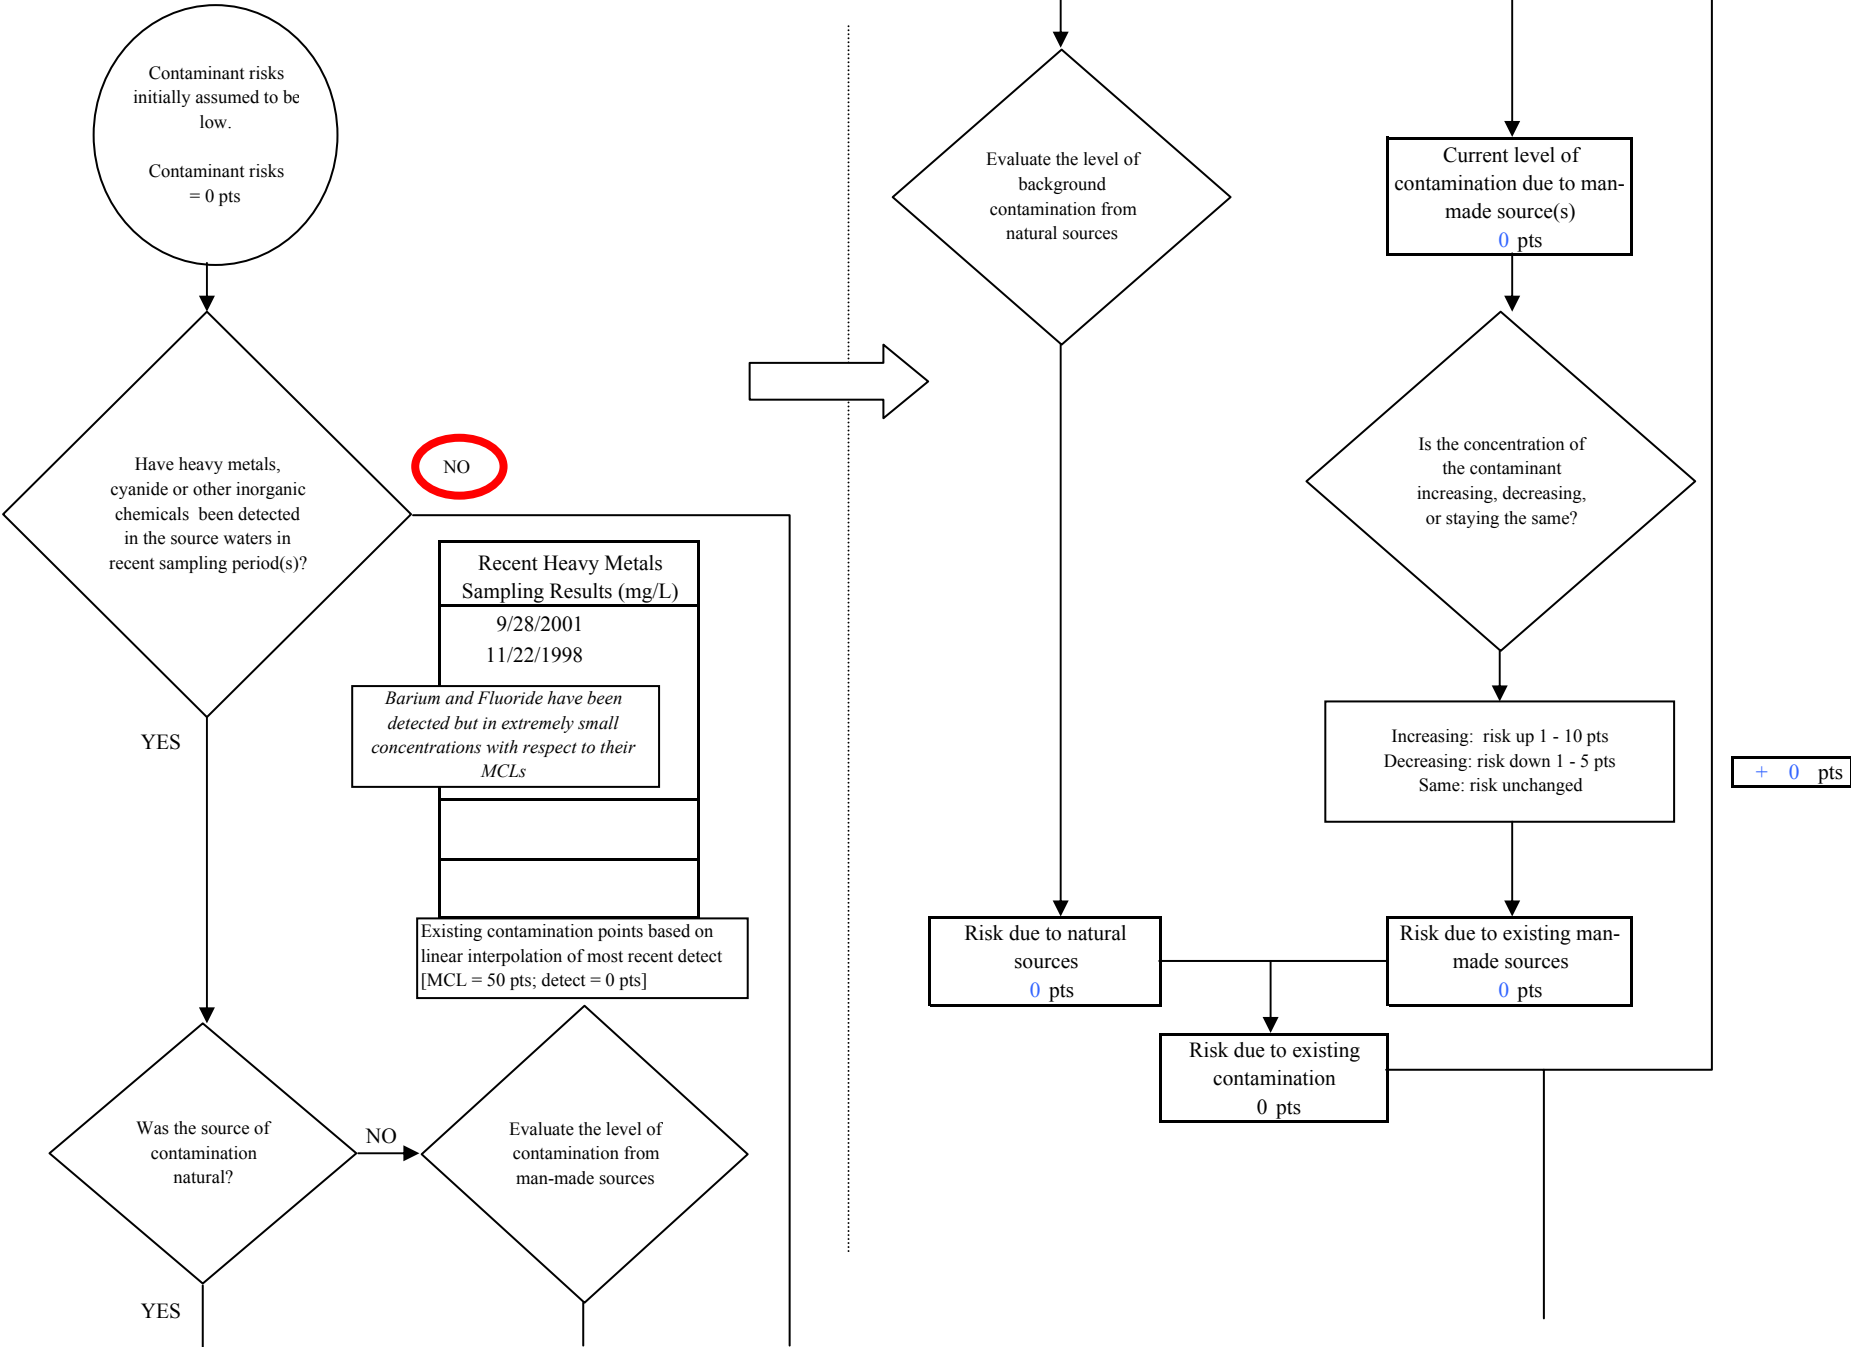 Contaminant risks
initially assumed to be
low.
Contaminant risks
= 0 pts
Have heavy metals,
cyanide or other inorganic
chemicals been detected
in the source waters in
recent sampling period(s)?
NO
Recent Heavy Metals
Sampling Results (mg/L)
9/28/2001
11/22/1998
Barium and Fluoride have been
detected but in extremely small
concentrations with respect to their
MCLs
YES
Existing contamination points based on
linear interpolation of most recent detect
[MCL = 50 pts; detect = 0 pts]
Was the source of
contamination
natural?
NO
Evaluate the level of
contamination from
man-made sources
YES
Evaluate the level of
background
contamination from
natural sources
Current level of
contamination due to man-
made source(s)
0 pts
Is the concentration of
the contaminant
increasing, decreasing,
or staying the same?
Increasing: risk up 1 - 10 pts
Decreasing: risk down 1 - 5 pts
Same: risk unchanged
+ 0 pts
Risk due to natural
sources
0 pts
Risk due to existing man-
made sources
0 pts
Risk due to existing
contamination
0 pts